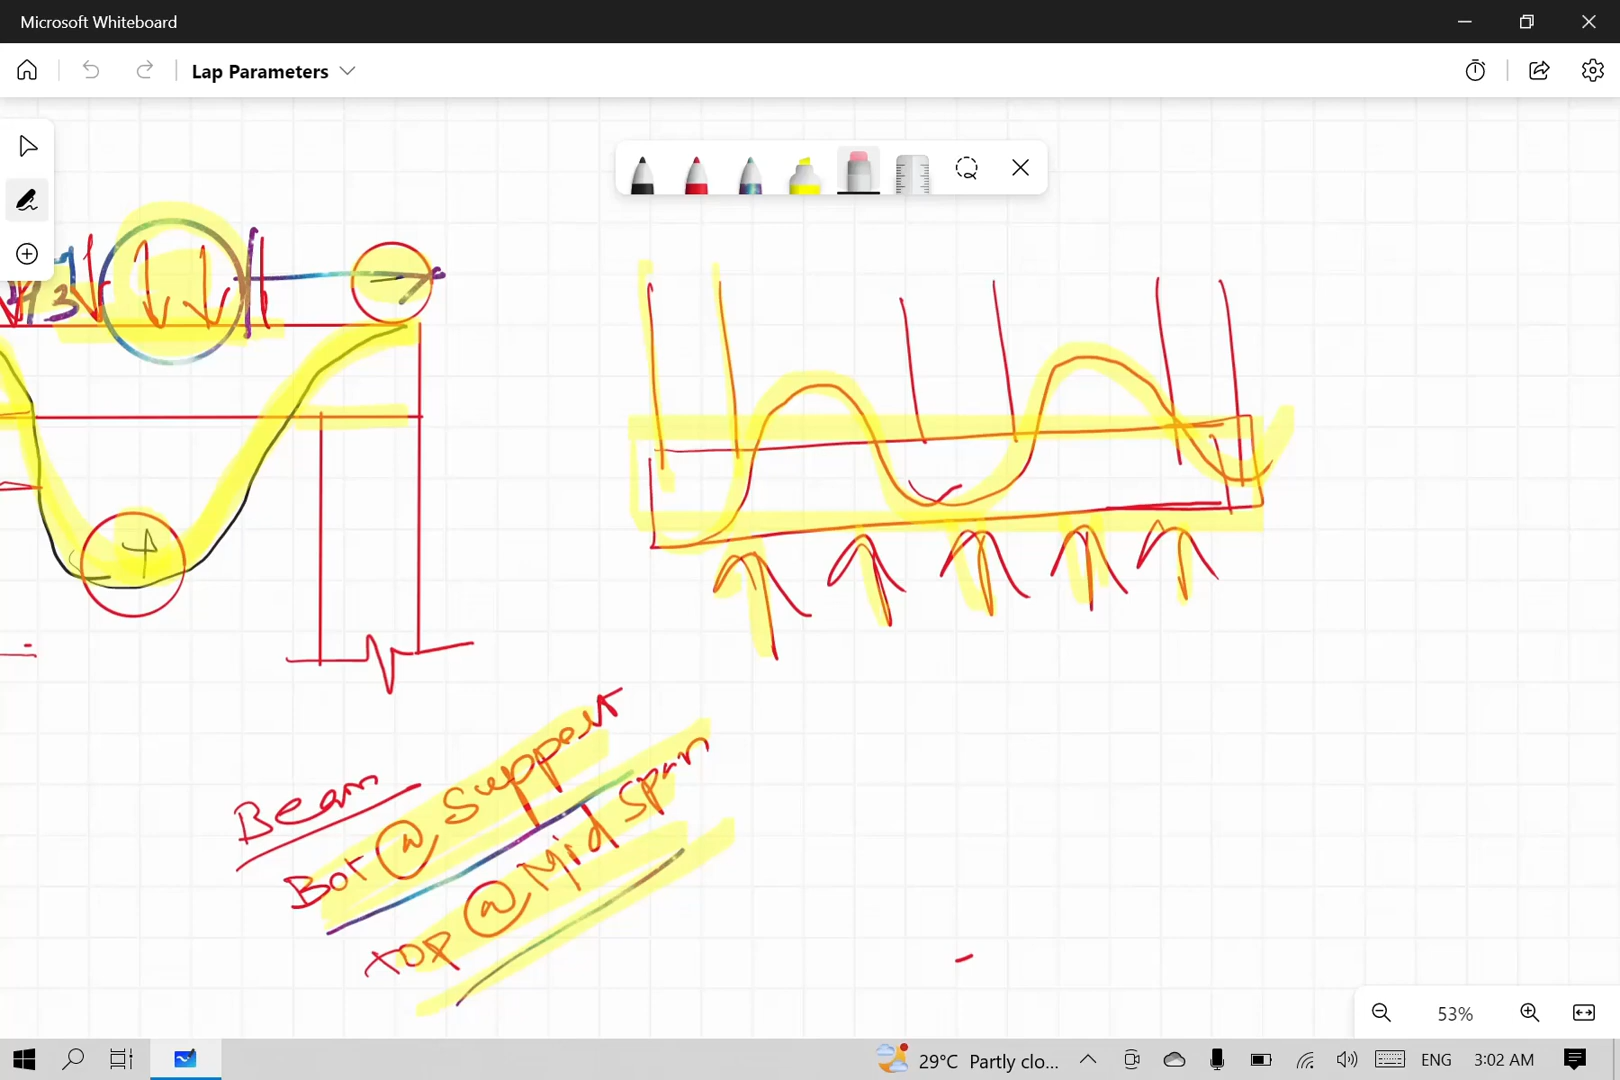 Microsoft Whiteboard
Lap Parameters
Beam
Bot @ Support
top @ Mid Span
53%
29°C Partly clo...
ENG
3:02 AM